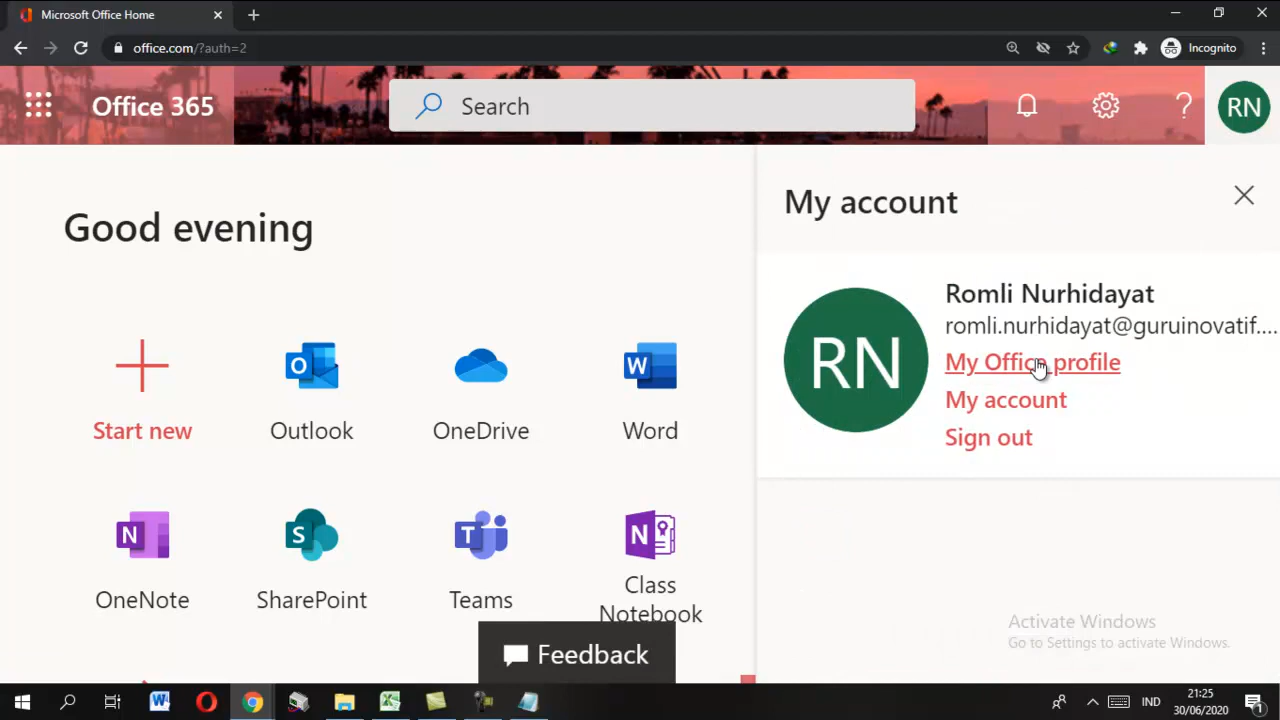 Microsoft Office Home
office.com/?auth=2
Incognito
Office 365
Search
RN
Good evening
My account
RN
Romli Nurhidayat
romli.nurhidayat@guruinovatif....
My Office profile
My account
Sign out
Start new
Outlook
OneDrive
Word
OneNote
SharePoint
Teams
Class
Notebook
Feedback
Activate Windows
Go to Settings to activate Windows.
IND
21:25
30/06/2020